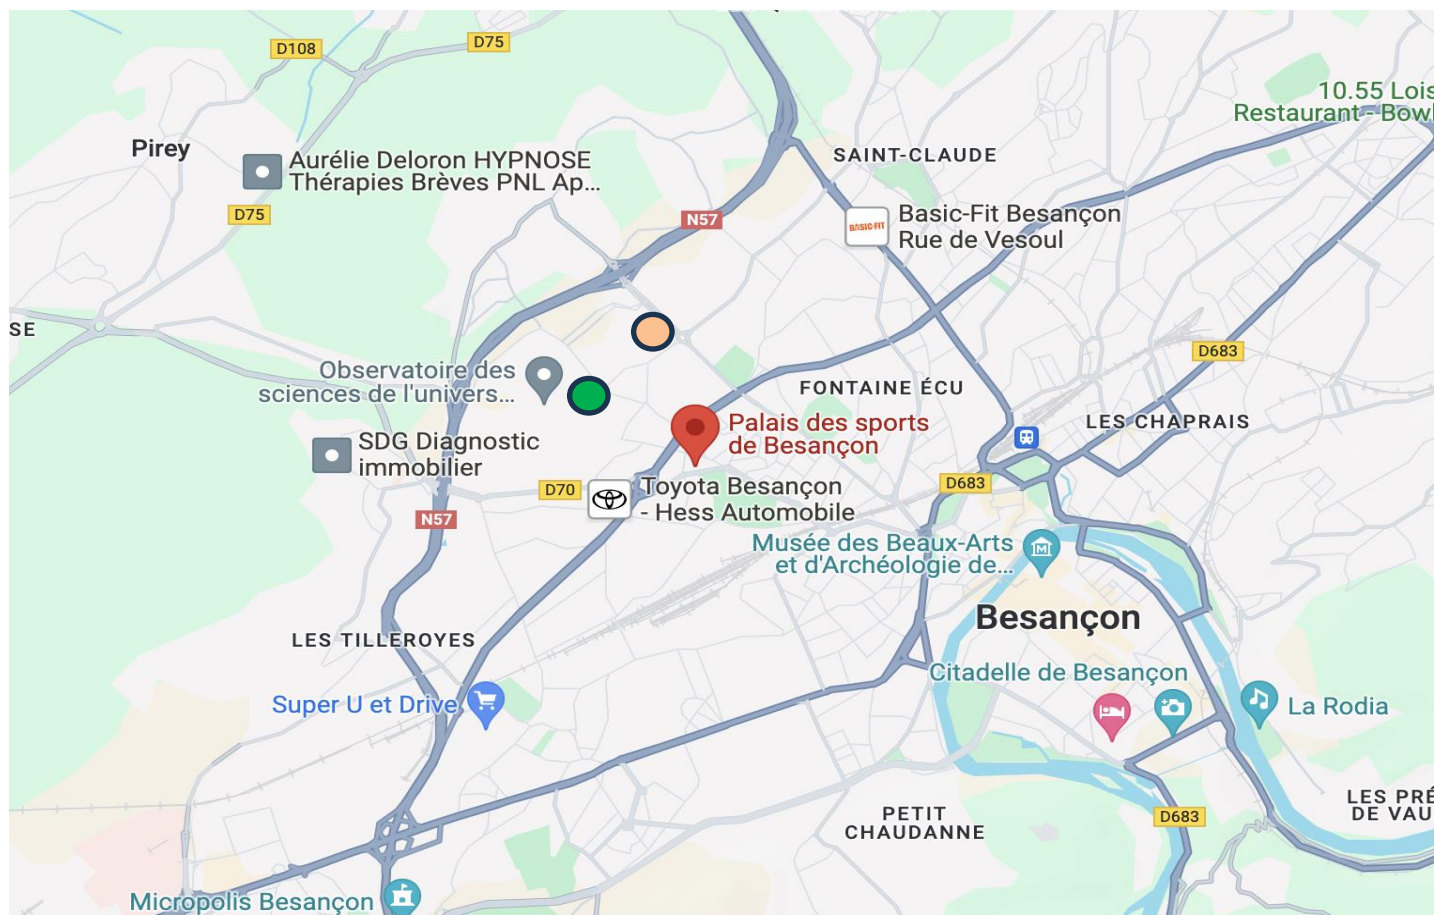 D108
D75
Pirey
Aurélie Deloron HYPNOSE
Thérapies Brèves PNL Ap...
D75
N57
SAINT-CLAUDE
10.55 Lois
Restaurant - Bowl
BASIC-FIT
Basic-Fit Besançon
Rue de Vesoul
SE
Observatoire des
sciences de l'univers...
D683
FONTAINE ÉCU
Palais des sports
de Besançon
LES CHAPRAIS
SDG Diagnostic
immobilier
D70
Toyota Besançon
- Hess Automobile
D683
N57
Musée des Beaux-Arts
et d'Archéologie de...
M
Besançon
LES TILLEROYES
Citadelle de Besançon
Super U et Drive
La Rodia
PETIT
CHAUDANNE
D683
LES PRÉ
DE VAU
Micropolis Besançon